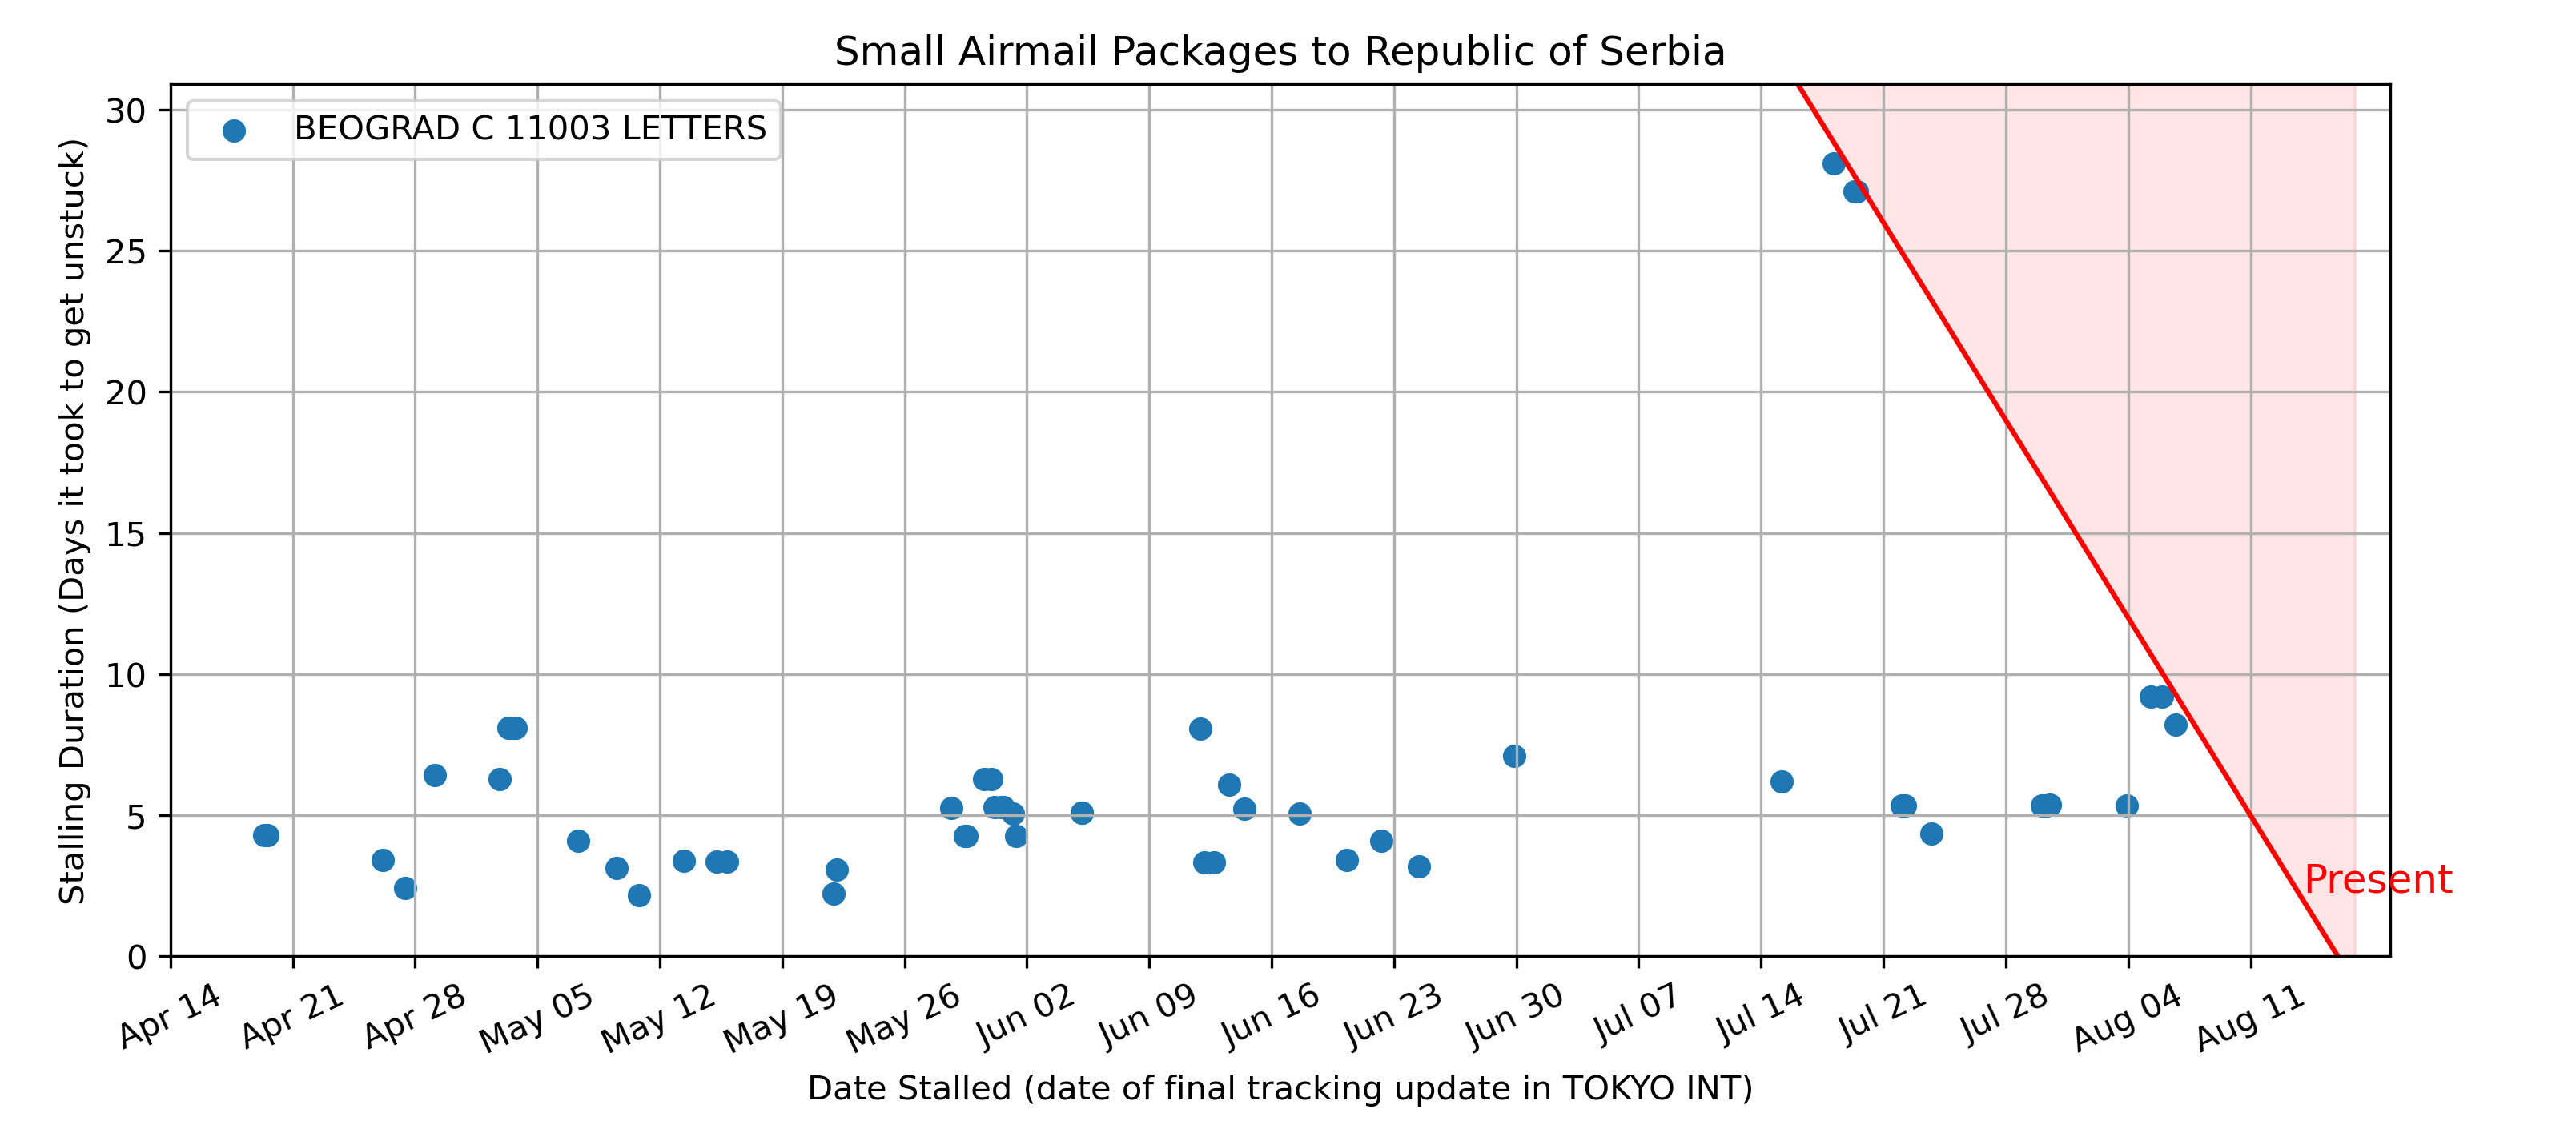 Small Airmail Packages to Republic of Serbia
BEOGRAD C 11003 LETTERS
Stalling Duration (Days it took to get unstuck)
30
25
20
15
10
5
0
Present
Apr 14
Apr 21
Apr 28
May 05
May 12
May 19
May 26
Jun 02
Jun 09
Jun 16
Jun 23
Jun 30
Jul 07
Jul 14
Jul 21
Jul 28
Aug 04
Aug 11
Date Stalled (date of final tracking update in TOKYO INT)